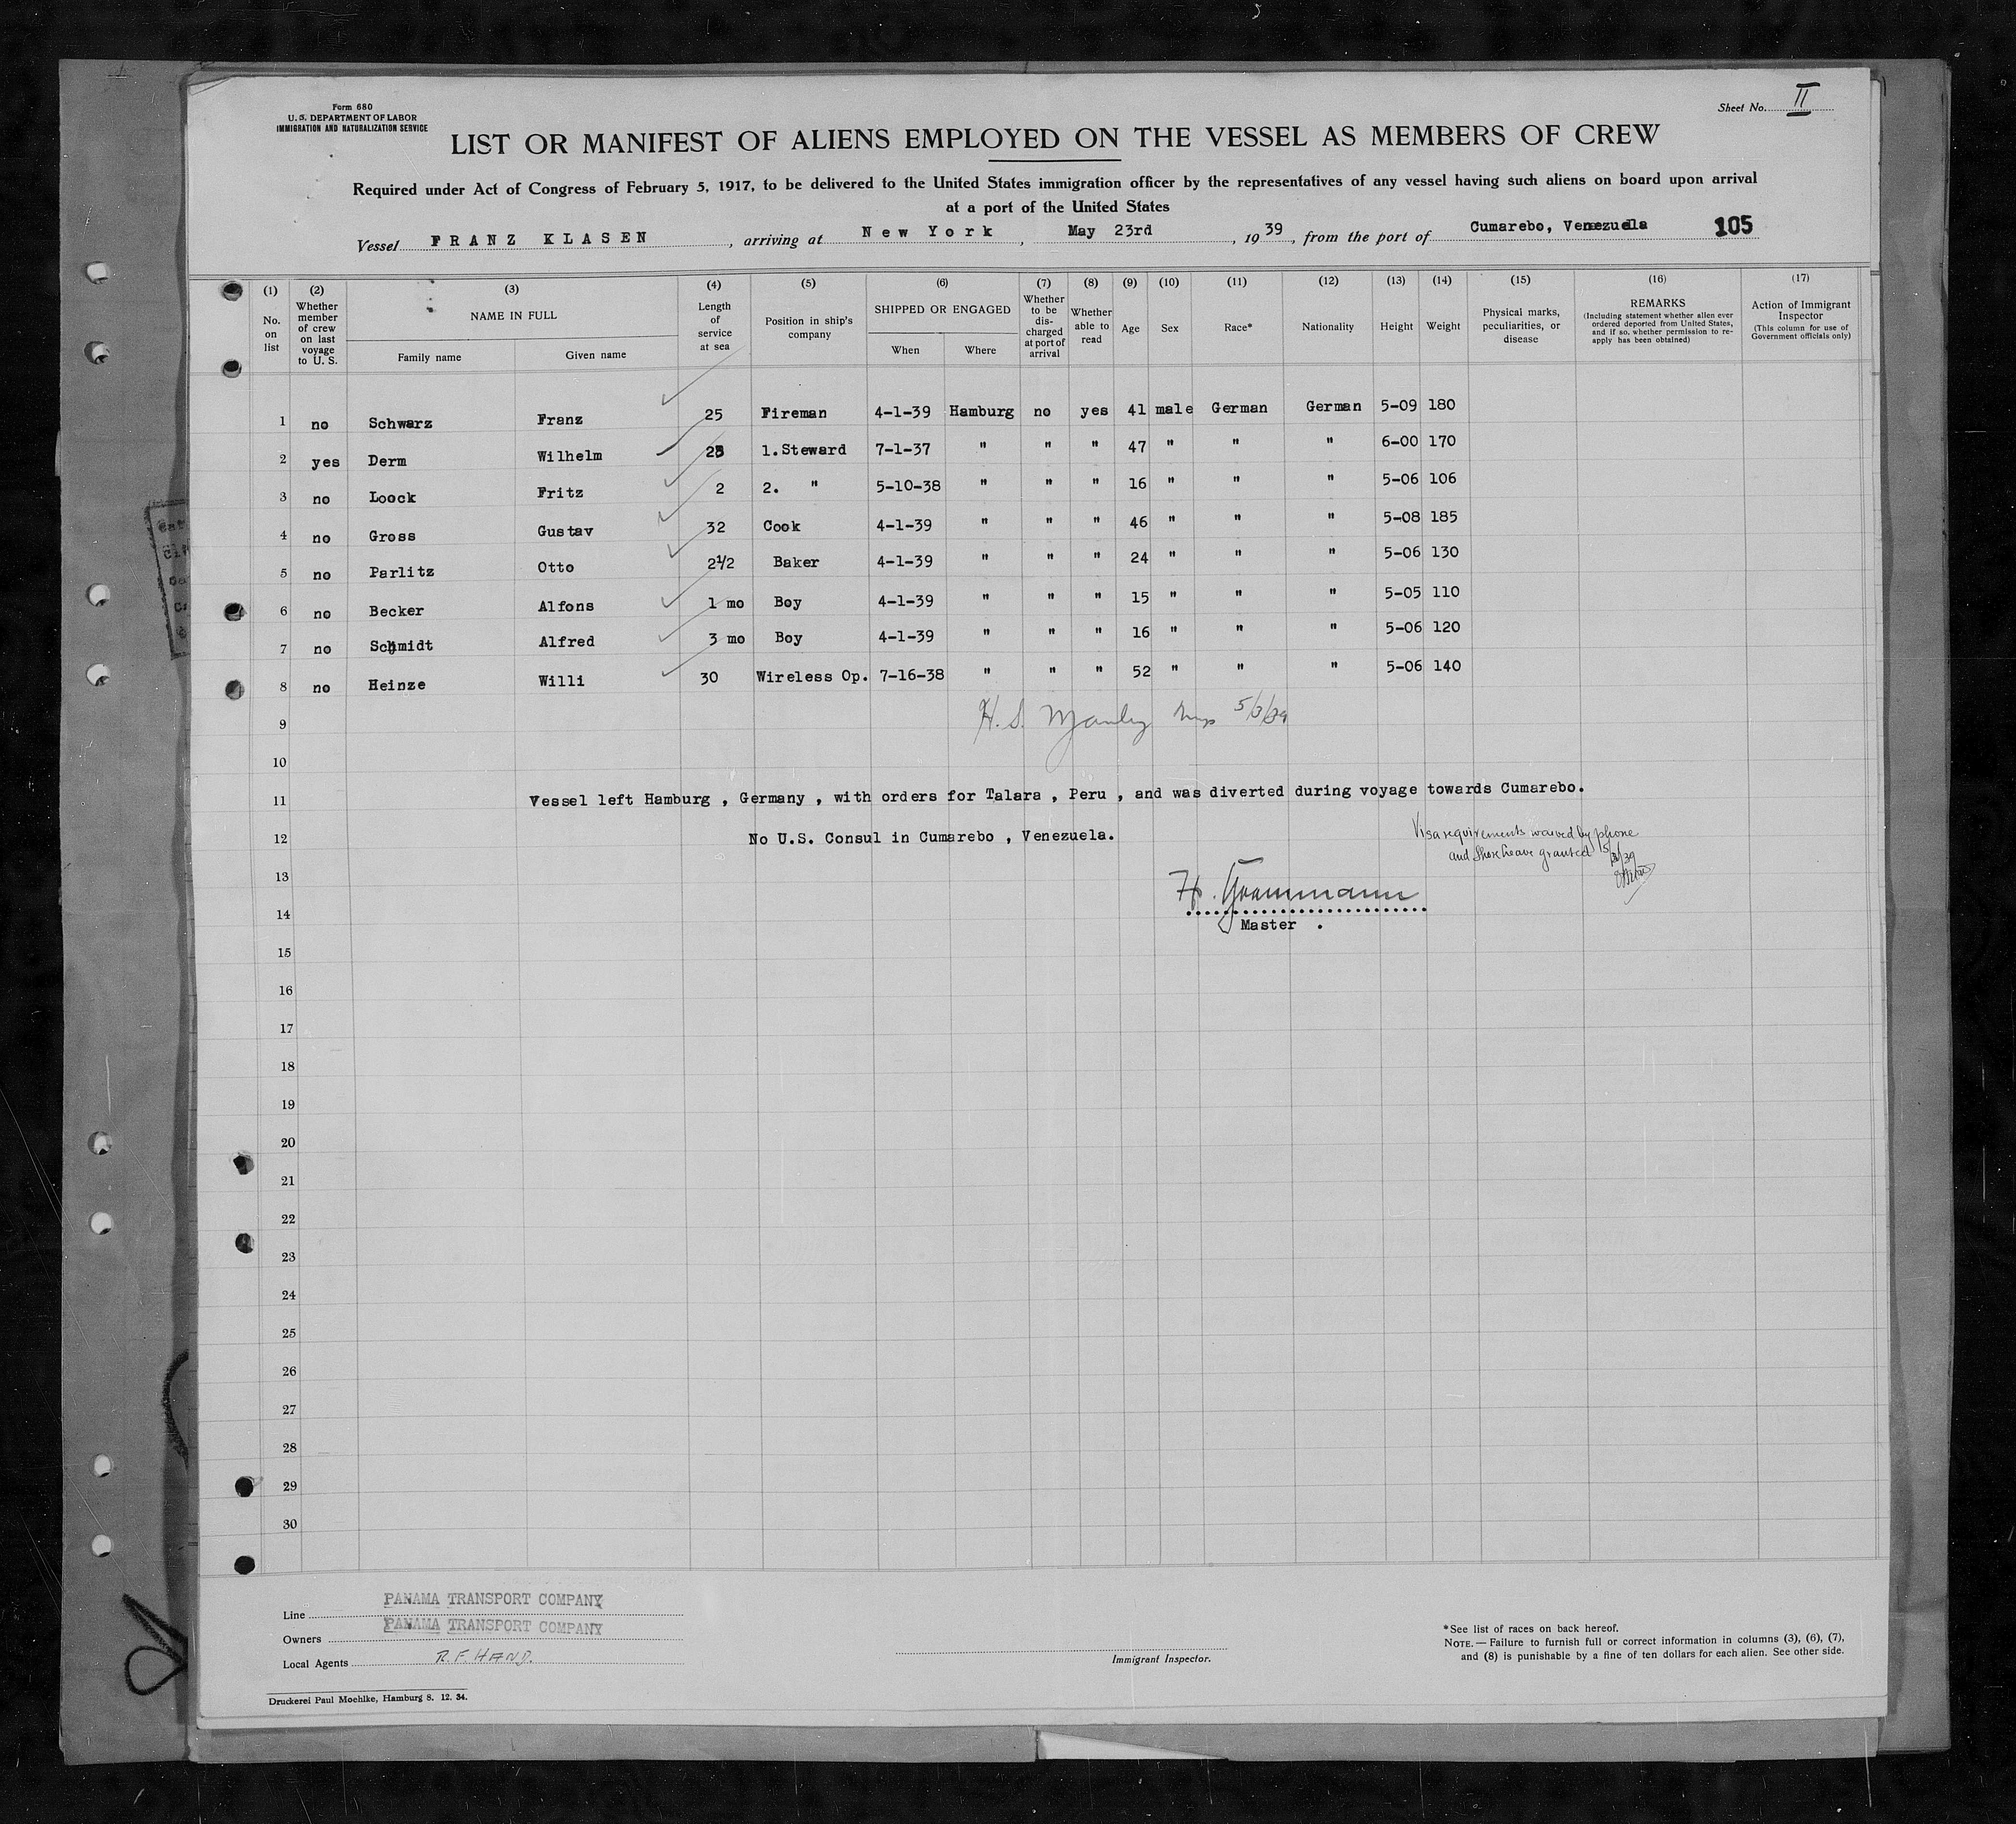 Form 680
U. S. DEPARTMENT OF LABOR
IMMIGRATION AND NATURALIZATION SERVICE
Sheet No. II
LIST OR MANIFEST OF ALIENS EMPLOYED ON THE VESSEL AS MEMBERS OF CREW
Required under Act of Congress of February 5, 1917, to be delivered to the United States immigration officer by the representatives of any vessel having such aliens on board upon arrival
at a port of the United States
Vessel FRANZ KLASEN, arriving at New York, May 23rd, 1939, from the port of Cumarebo, Venezuela 105
(1) No. on list (2) Whether member of crew on last voyage to U. S. (3) NAME IN FULL Family name Given name (4) Length of service at sea (5) Position in ship's company (6) SHIPPED OR ENGAGED When Where (7) Whether to be discharged at port of arrival (8) Whether able to read (9) Age (10) Sex (11) Race* (12) Nationality (13) Height (14) Weight (15) Physical marks, peculiarities, or disease (16) REMARKS (Including statement whether alien ever ordered deported from United States, and if so, whether permission to re-apply has been obtained) (17) Action of Immigrant Inspector (This column for use of Government officials only)
1 no Schwarz Franz 25 Fireman 4-1-39 Hamburg no yes 41 male German German 5-09 180
2 yes Derm Wilhelm 1.Steward 7-1-37 " " " 47 " " " 6-00 170
3 no Loock Fritz 2 2. " 5-10-38 " " " 16 " " " 5-06 106
4 no Gross Gustav 32 Cook 4-1-39 " " " 46 " " " 5-08 185
5 no Parlitz Otto 2½ Baker 4-1-39 " " " 24 " " " 5-06 130
6 no Becker Alfons 1 mo Boy 4-1-39 " " " 15 " " " 5-05 110
7 no Schmidt Alfred 3 mo Boy 4-1-39 " " " 16 " " " 5-06 120
8 no Heinze Willi 30 Wireless Op. 7-16-38 " " " 52 " " " 5-06 140
9 H. S. Manley
10
11 Vessel left Hamburg , Germany , with orders for Talara , Peru , and was diverted during voyage towards Cumarebo.
12 No U.S. Consul in Cumarebo , Venezuela.
Visa requirements waived by phone
and Shore leave granted
13
14 Master .
15
16
17
18
19
20
21
22
23
24
25
26
27
28
29
30
Line PANAMA TRANSPORT COMPANY
Owners PANAMA TRANSPORT COMPANY
Local Agents R.F. HAND.
Immigrant Inspector.
*See list of races on back hereof.
NOTE.—Failure to furnish full or correct information in columns (3), (6), (7),
and (8) is punishable by a fine of ten dollars for each alien. See other side.
Druckerei Paul Moehlke, Hamburg 8. 12. 34.